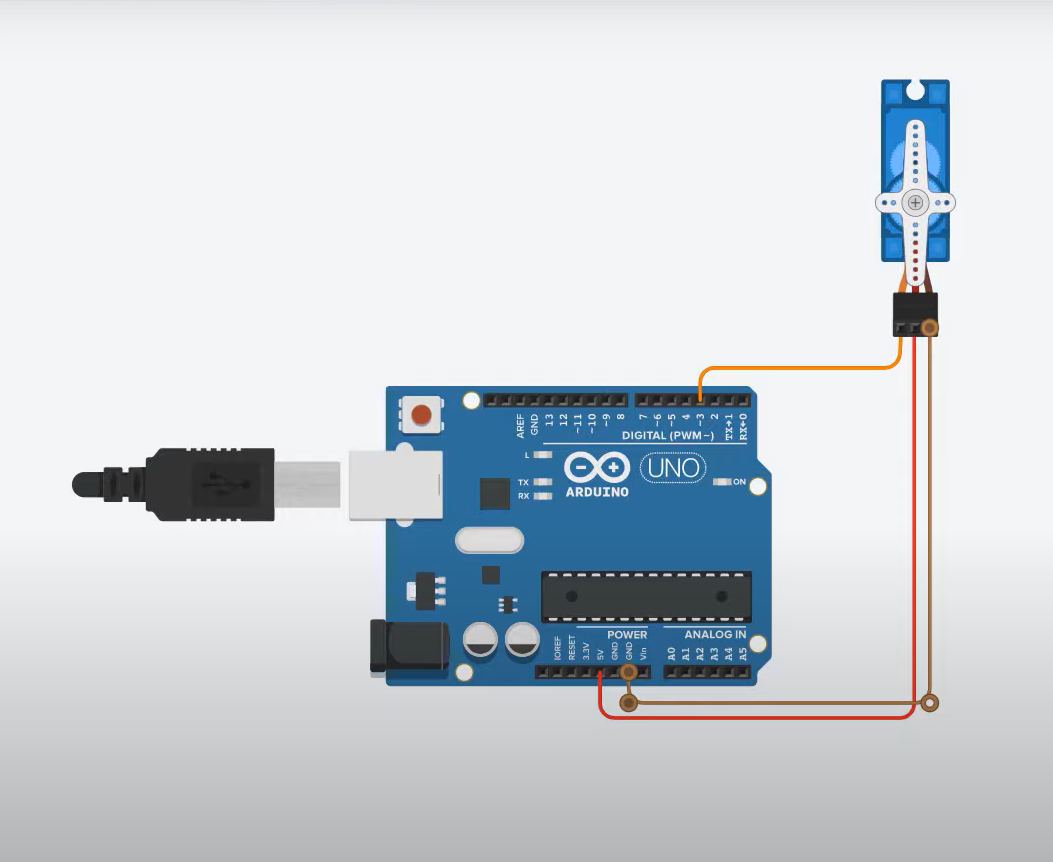 AREF
GND
13
12
~11
~10
~9
8
7
~6
~5
4
~3
2
TX→1
RX←0
DIGITAL (PWM~)
L
TX
RX
UNO
ON
ARDUINO
POWER
ANALOG IN
IOREF
RESET
3.3V
5V
GND
GND
Vin
A0
A1
A2
A3
A4
A5